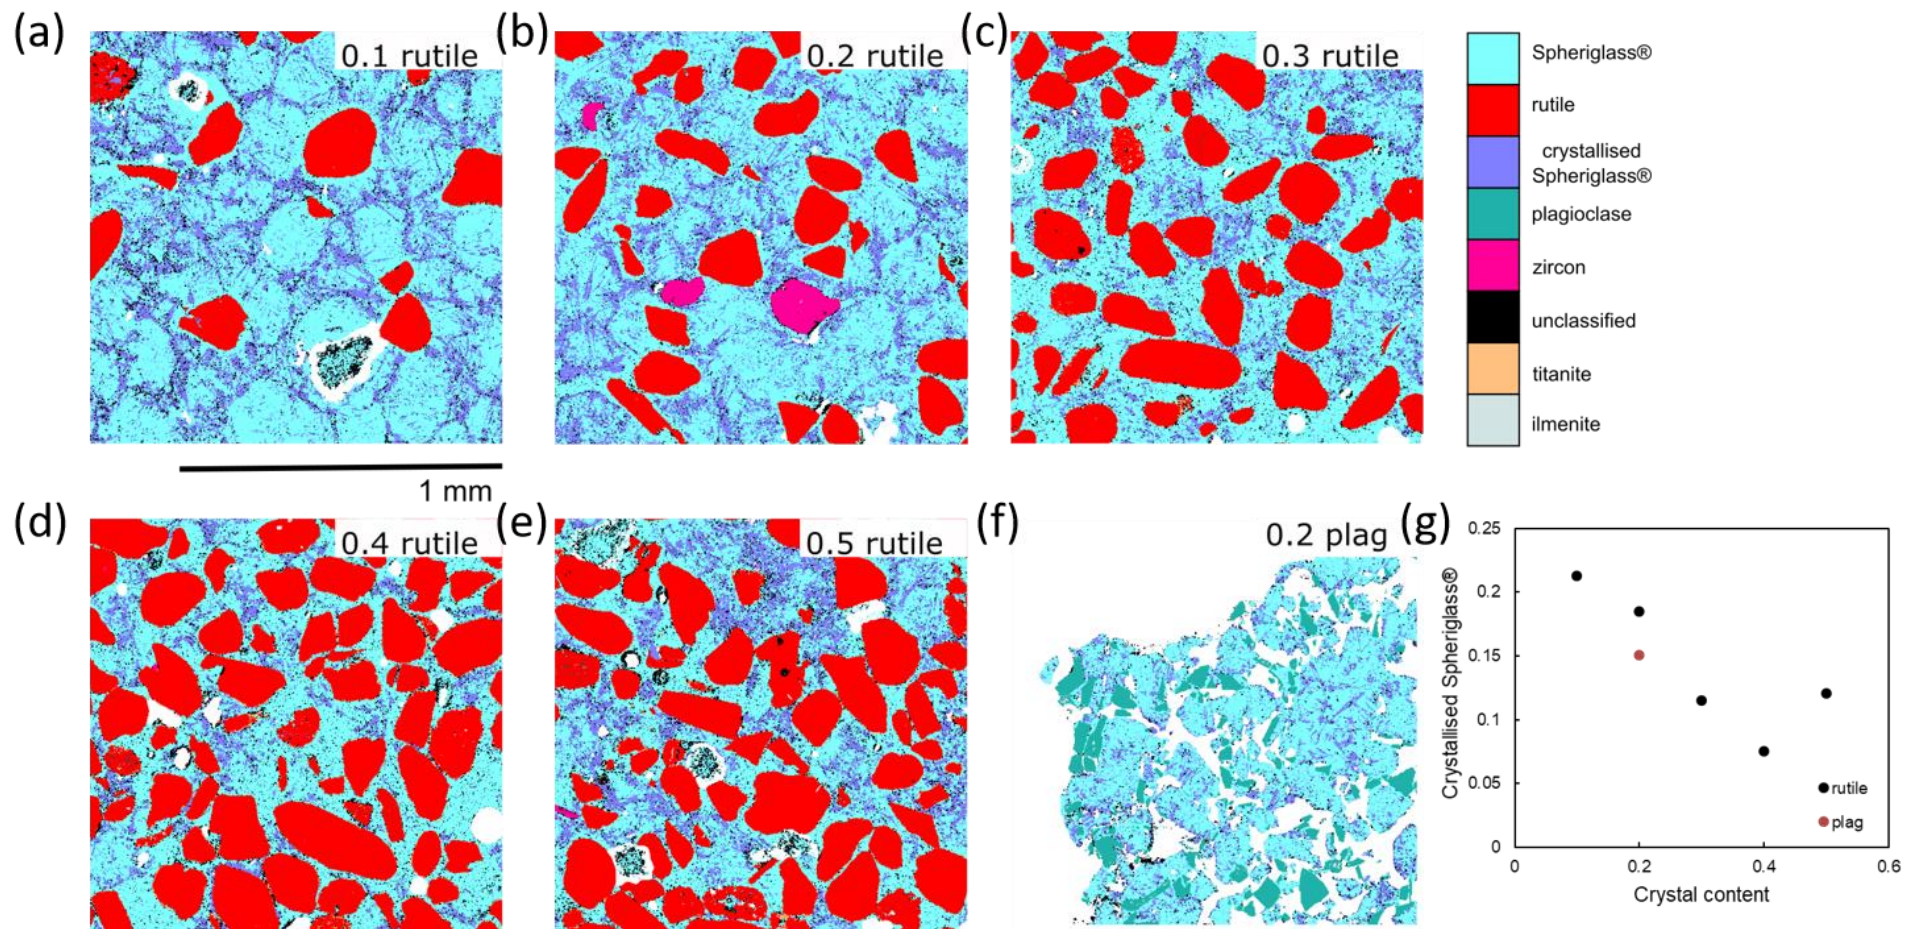 (a)
0.1 rutile
(b)
0.2 rutile
(c)
0.3 rutile
Spheriglass®
rutile
crystallised
Spheriglass®
plagioclase
zircon
unclassified
titanite
ilmenite
1 mm
(d)
0.4 rutile
(e)
0.5 rutile
(f)
0.2 plag
(g)
Crystallised Spheriglass®
0.25
0.2
0.15
0.1
0.05
0
0
0.2
0.4
0.6
rutile
plag
Crystal content